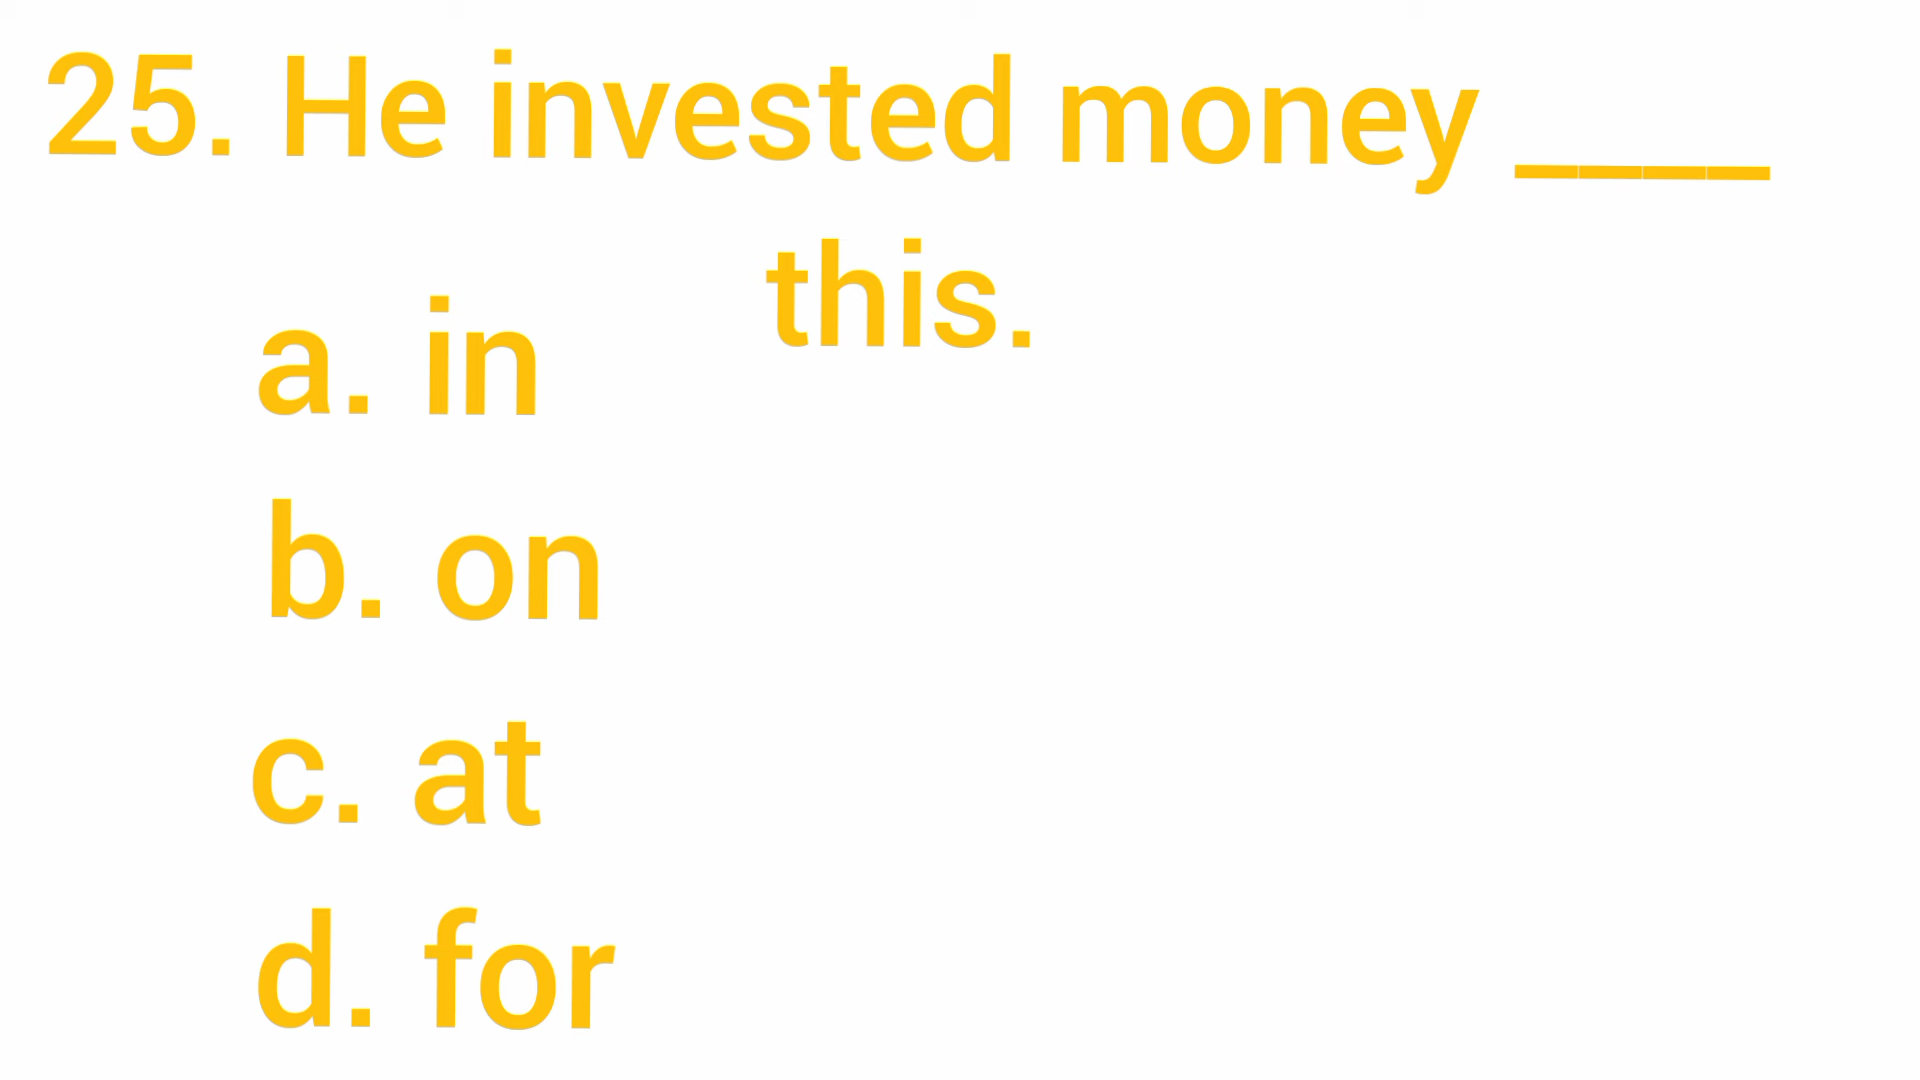 25. He invested money ____
this.
a. in
b. on
c. at
d. for